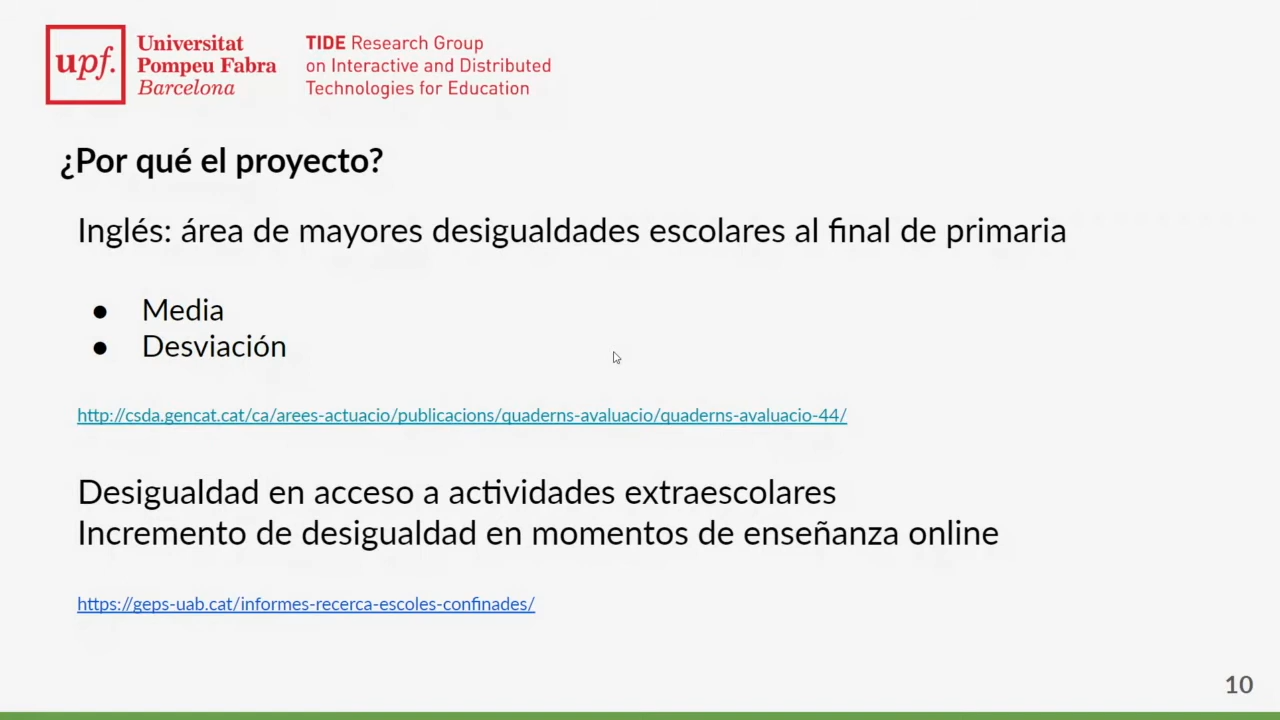 upf.
Universitat
Pompeu Fabra
Barcelona
TIDE Research Group
on Interactive and Distributed
Technologies for Education
¿Por qué el proyecto?
Inglés: área de mayores desigualdades escolares al final de primaria
● Media
● Desviación
http://csda.gencat.cat/ca/arees-actuacio/publicacions/quaderns-avaluacio/quaderns-avaluacio-44/
Desigualdad en acceso a actividades extraescolares
Incremento de desigualdad en momentos de enseñanza online
https://geps-uab.cat/informes-recerca-escoles-confinades/
10